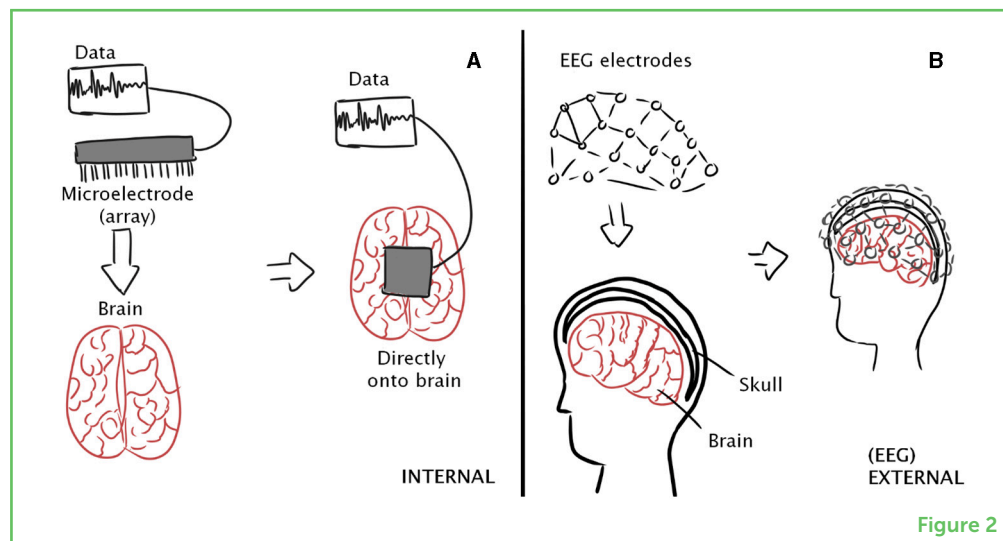 Data
A
Microelectrode
(array)
Brain
Data
Directly
onto brain
INTERNAL
EEG electrodes
B
Skull
Brain
(EEG)
EXTERNAL
Figure 2